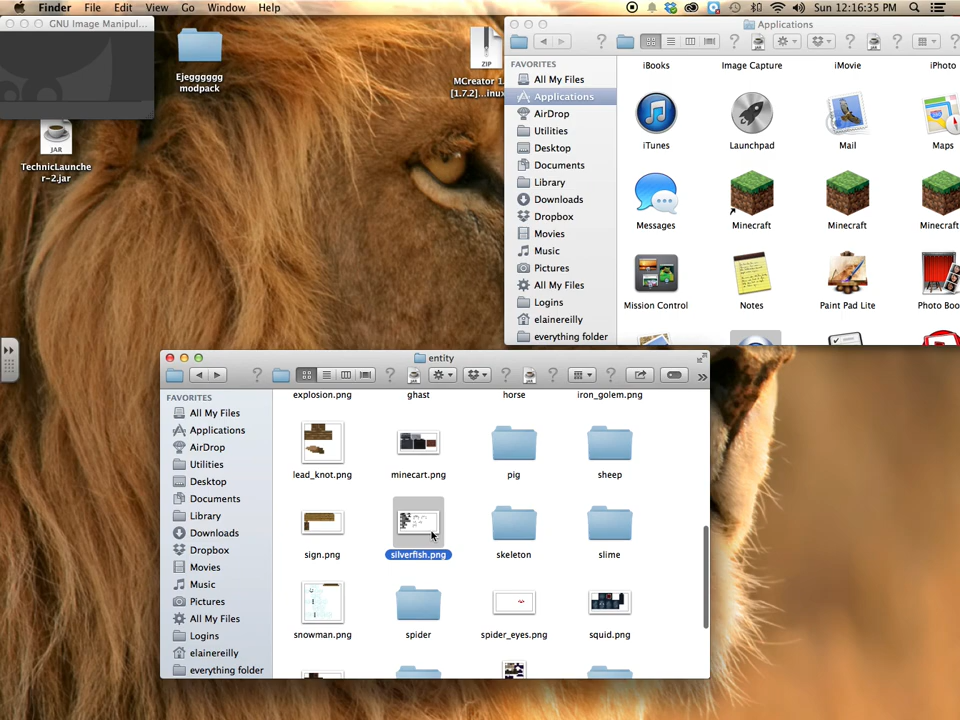 Finder File Edit View Go Window Help
Sun 12:16:35 PM
GNU Image Manipul...
Ejegggggg
modpack
ZIP
MCreator 1.
[1.7.2]...inux
JAR
TechnicLaunche
r-2.jar
Applications
FAVORITES
All My Files
Applications
AirDrop
Utilities
Desktop
Documents
Library
Downloads
Dropbox
Movies
Music
Pictures
All My Files
Logins
elainereilly
everything folder
iBooks
Image Capture
iMovie
iPhoto
iTunes
Launchpad
Mail
Maps
Messages
Minecraft
Minecraft
Minecraft
Mission Control
Notes
Paint Pad Lite
Photo Boo
entity
FAVORITES
All My Files
Applications
AirDrop
Utilities
Desktop
Documents
Library
Downloads
Dropbox
Movies
Music
Pictures
All My Files
Logins
elainereilly
everything folder
explosion.png
ghast
horse
iron_golem.png
lead_knot.png
minecart.png
pig
sheep
sign.png
silverfish.png
skeleton
slime
snowman.png
spider
spider_eyes.png
squid.png